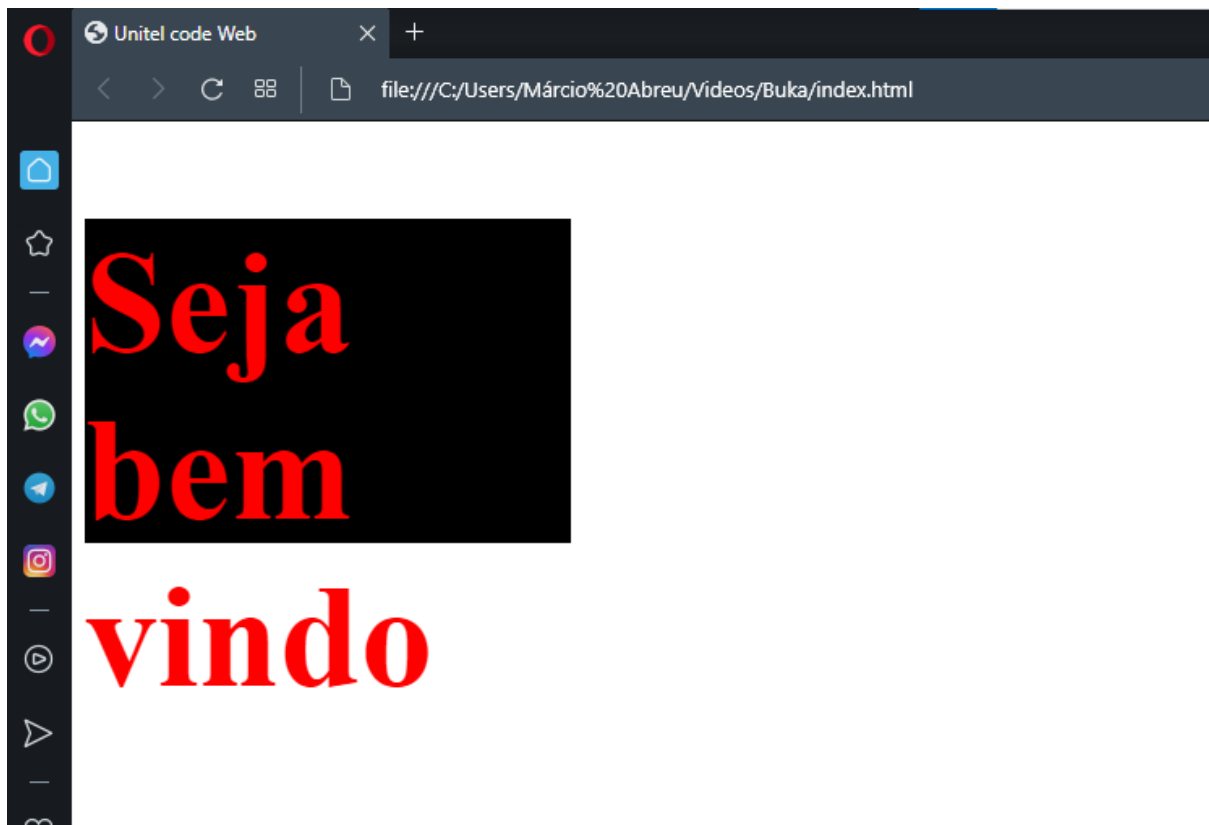 Unitel code Web
file:///C:/Users/Márcio%20Abreu/Videos/Buka/index.html
Seja
bem
vindo